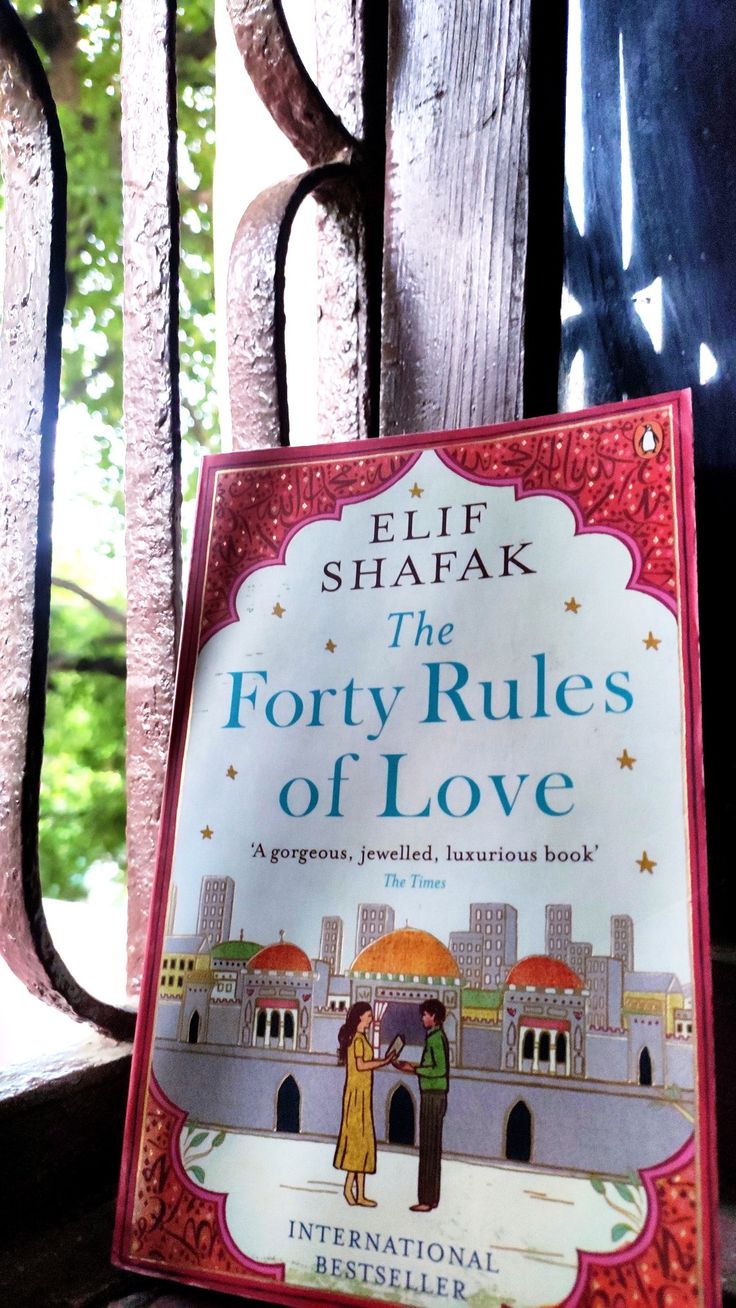 ELIF
SHAFAK
The
Forty Rules
of Love
‘A gorgeous, jewelled, luxurious book’
The Times
INTERNATIONAL
BESTSELLER